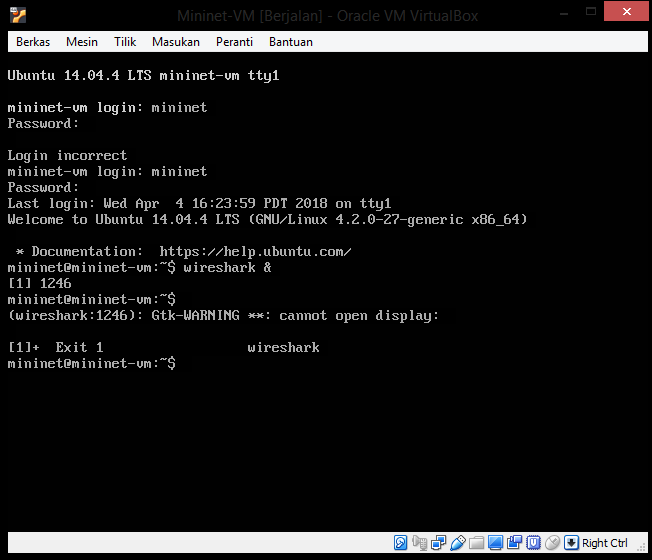 Mininet-VM [Berjalan] - Oracle VM VirtualBox
Berkas Mesin Tilik Masukan Peranti Bantuan
Ubuntu 14.04.4 LTS mininet-vm tty1
mininet-vm login: mininet
Password:
Login incorrect
mininet-vm login: mininet
Password:
Last login: Wed Apr  4 16:23:59 PDT 2018 on tty1
Welcome to Ubuntu 14.04.4 LTS (GNU/Linux 4.2.0-27-generic x86_64)
 * Documentation:  https://help.ubuntu.com/
mininet@mininet-vm:~$ wireshark &
[1] 1246
mininet@mininet-vm:~$
(wireshark:1246): Gtk-WARNING **: cannot open display:
[1]+  Exit 1                  wireshark
mininet@mininet-vm:~$
Right Ctrl